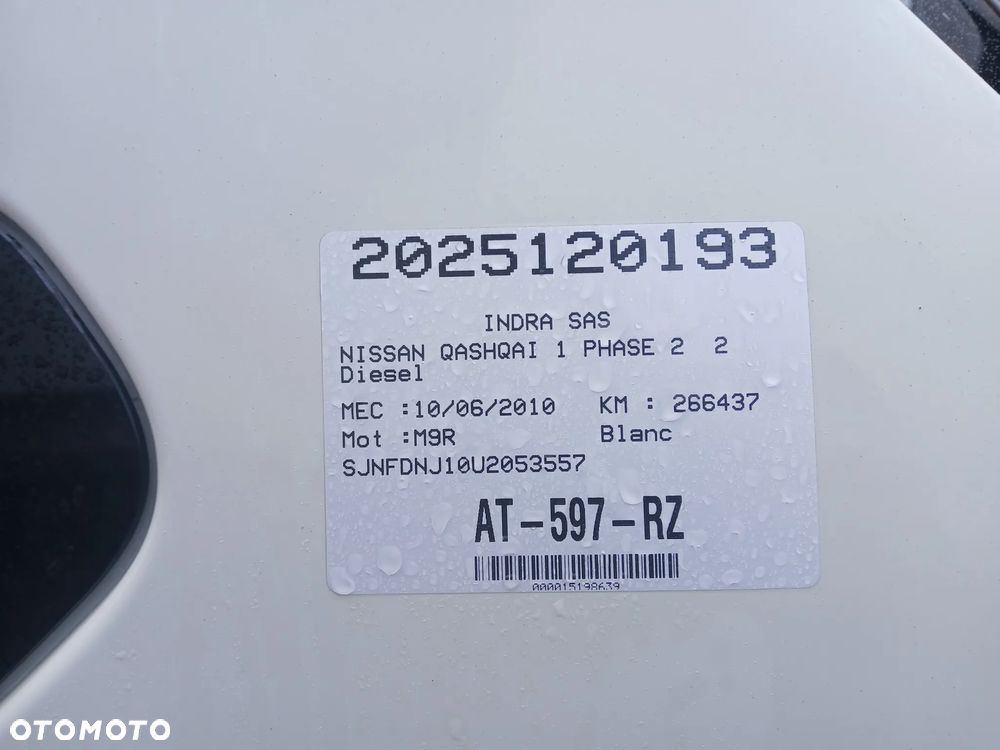 2025120193
INDRA SAS
NISSAN QASHQAI 1 PHASE 2 2
Diesel
MEC :10/06/2010 KM : 266437
Mot :M9R Blanc
SJNFDNJ10U2053557
AT-597-RZ
000015198639
OTOMOTO